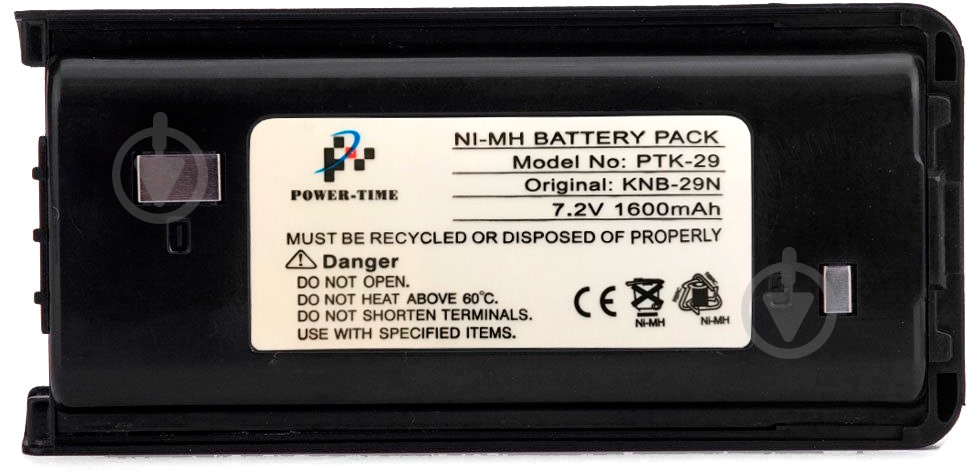 POWER-TIME
NI-MH BATTERY PACK
Model No: PTK-29
Original: KNB-29N
7.2V 1600mAh
MUST BE RECYCLED OR DISPOSED OF PROPERLY
Danger
DO NOT OPEN.
DO NOT HEAT ABOVE 60°C.
DO NOT SHORTEN TERMINALS.
USE WITH SPECIFIED ITEMS.
CE
Ni-MH
Ni-MH